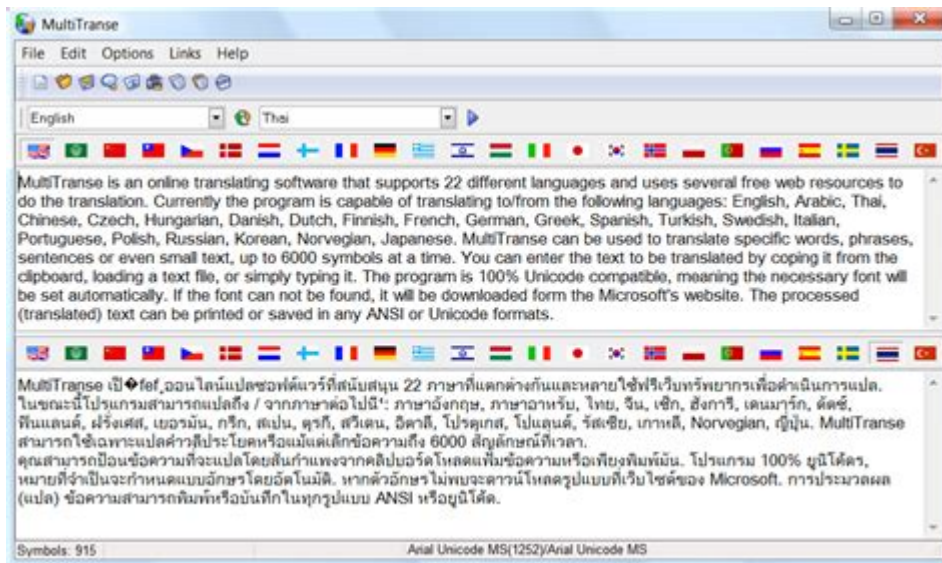 MultiTranse
File Edit Options Links Help
English Thai
MultiTranse is an online translating software that supports 22 different languages and uses several free web resources to
do the translation. Currently the program is capable of translating to/from the following languages: English, Arabic, Thai,
Chinese, Czech, Hungarian, Danish, Dutch, Finnish, French, German, Greek, Spanish, Turkish, Swedish, Italian,
Portuguese, Polish, Russian, Korean, Norvegian, Japanese. MultiTranse can be used to translate specific words, phrases,
sentences or even small text, up to 6000 symbols at a time. You can enter the text to be translated by coping it from the
clipboard, loading a text file, or simply typing it. The program is 100% Unicode compatible, meaning the necessary font will
be set automatically. If the font can not be found, it will be downloaded form the Microsoft's website. The processed
(translated) text can be printed or saved in any ANSI or Unicode formats.
MultiTranse เป็�fef¸ออนไลน์แปลซอฟต์แวร์ที่สนับสนุน 22 ภาษาที่แตกต่างกันและหลายใช้ฟรีเว็บทรัพยากรเพื่อดำเนินการแปล.
ในขณะนี้โปรแกรมสามารถแปลถึง / จากภาษาต่อไปนี้': ภาษาอังกฤษ, ภาษาอาหรับ, ไทย, จีน, เช็ก, ฮังการี, เดนมาร์ก, ดัตช์,
ฟินแลนด์, ฝรั่งเศส, เยอรมัน, กรีก, สเปน, ตุรกี, สวีเดน, อิตาลี, โปรตุเกส, โปแลนด์, รัสเซีย, เกาหลี, Norvegian, ญี่ปุ่น. MultiTranse
สามารถใช้เฉพาะแปลคำวลีประโยคหรือแม้แต่เล็กข้อความถึง 6000 สัญลักษณ์ที่เวลา.
คุณสามารถป้อนข้อความที่จะแปลโดยสันกำแพงจากคลิปบอร์ดโหลดแฟ้มข้อความหรือเพียงพิมพ์มัน. โปรแกรม 100% ยูนิโค้ดร,
หมายที่จำเป็นจะกำหนดแบบอักษรโดยอัตโนมัติ. หากตัวอักษรไม่พบจะดาวน์โหลดรูปแบบที่เว็บไซต์ของ Microsoft. การประมวลผล
(แปล) ข้อความสามารถพิมพ์หรือบันทึกในทุกรูปแบบ ANSI หรือยูนิโค้ด.
Symbols: 915 Arial Unicode MS(1252)/Arial Unicode MS